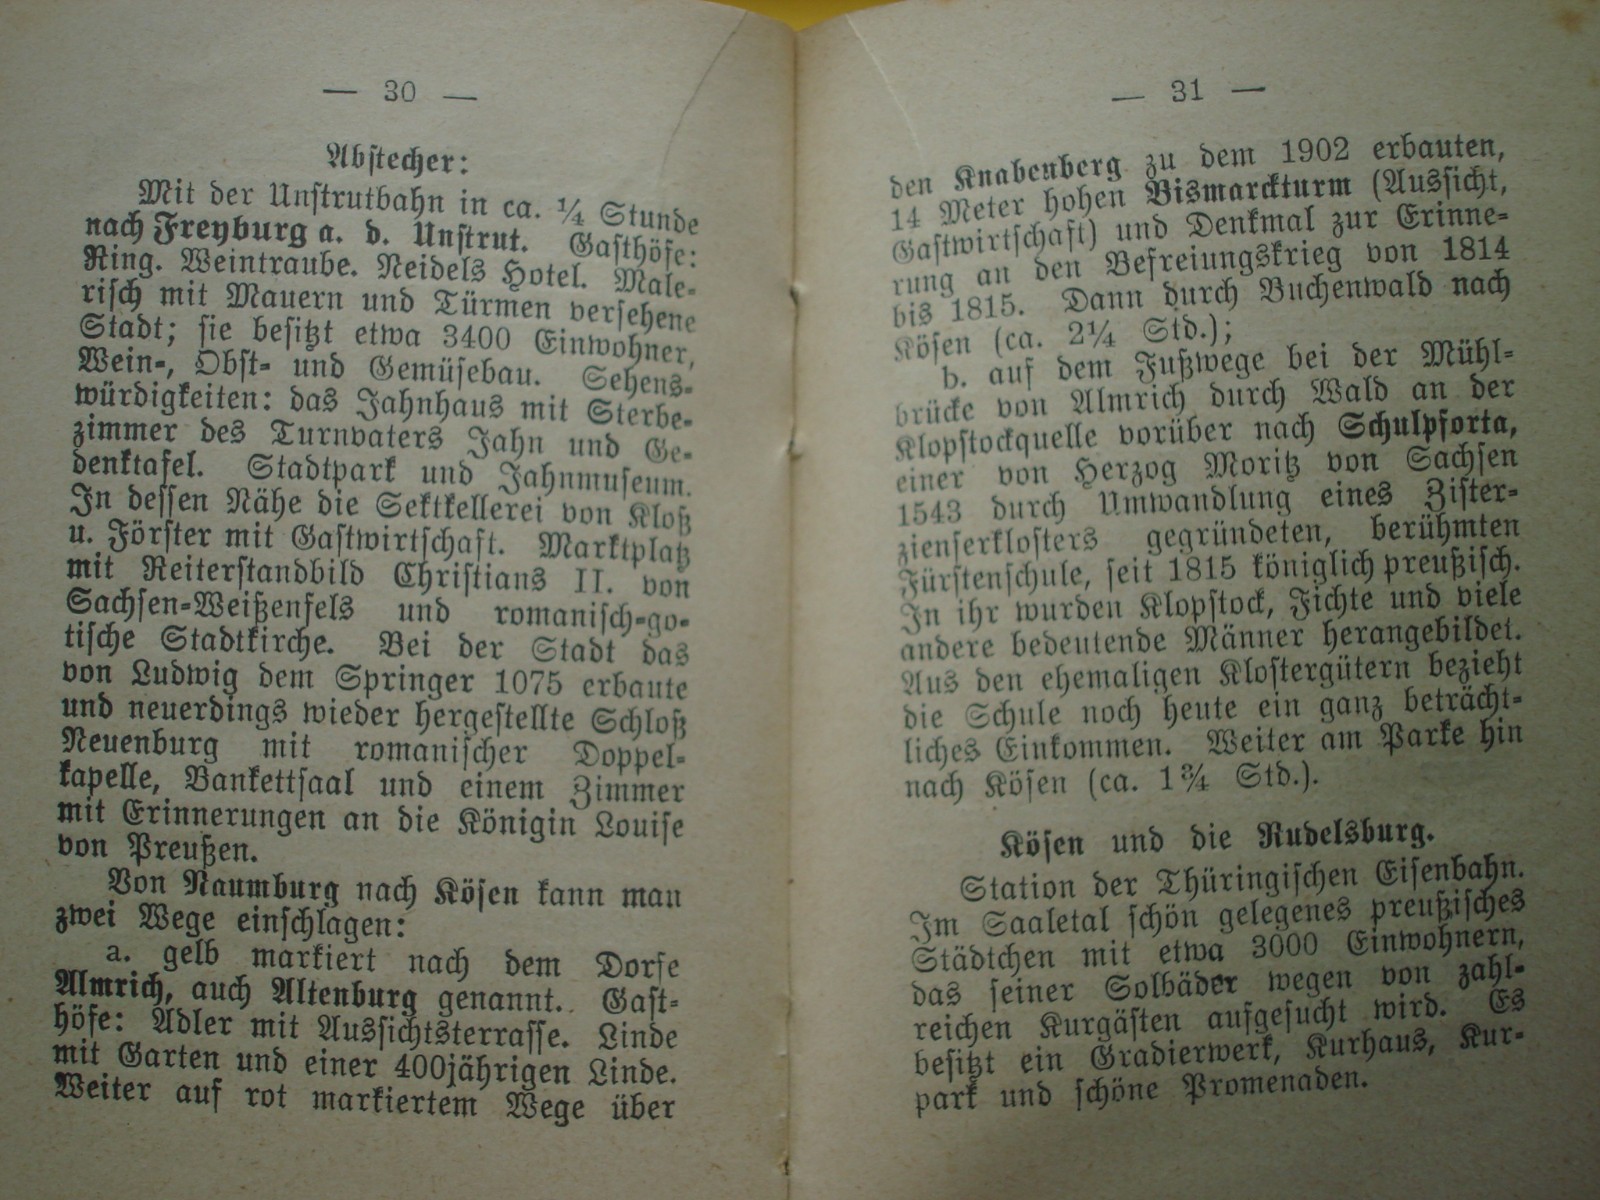 — 30 —
Abstecher:
Mit der Unstrutbahn in ca. ¼ Stunde
nach Freyburg a. d. Unstrut. Gasthöfe:
Ring. Weintraube. Neidels Hotel. Male-
risch mit Mauern und Türmen versehene
Stadt; sie besitzt etwa 3400 Einwohner,
Wein-, Obst- und Gemüsebau. Sehens-
würdigkeiten: das Jahnhaus mit Sterbe-
zimmer des Turnvaters Jahn und Ge-
denktafel. Stadtpark und Jahnmuseum.
In dessen Nähe die Sektkellerei von Kloß
u. Förster mit Gastwirtschaft. Marktplatz
mit Reiterstandbild Christians II. von
Sachsen-Weißenfels und romanisch-go-
tische Stadtkirche. Bei der Stadt das
von Ludwig dem Springer 1075 erbaute
und neuerdings wieder hergestellte Schloß
Neuenburg mit romanischer Doppel-
kapelle, Bankettsaal und einem Zimmer
mit Erinnerungen an die Königin Louise
von Preußen.
Von Naumburg nach Kösen kann man
zwei Wege einschlagen:
a. gelb markiert nach dem Dorfe
Almrich, auch Altenburg genannt. Gast-
höfe: Adler mit Aussichtsterrasse. Linde
mit Garten und einer 400jährigen Linde.
Weiter auf rot markiertem Wege über
— 31 —
den Knabenberg zu dem 1902 erbauten,
14 Meter hohen Bismarckturm (Aussicht,
Gastwirtschaft) und Denkmal zur Erinne-
rung an den Befreiungskrieg von 1814
bis 1815. Dann durch Buchenwald nach
Kösen (ca. 2¼ Std.);
b. auf dem Fußwege bei der Mühl-
brücke von Almrich durch Wald an der
Klopstockquelle vorüber nach Schulpforta,
einer von Herzog Moritz von Sachsen
1543 durch Umwandlung eines Zister-
zienserklosters gegründeten, berühmten
Fürstenschule, seit 1815 königlich preußisch.
In ihr wurden Klopstock, Fichte und viele
andere bedeutende Männer herangebildet.
Aus den ehemaligen Klostergütern bezieht
die Schule noch heute ein ganz beträcht-
liches Einkommen. Weiter am Parke hin
nach Kösen (ca. 1¾ Std.).
Kösen und die Rudelsburg.
Station der Thüringischen Eisenbahn.
Im Saaletal schön gelegenes preußisches
Städtchen mit etwa 3000 Einwohnern,
das seiner Solbäder wegen von zahl-
reichen Kurgästen aufgesucht wird. Es
besitzt ein Gradierwerk, Kurhaus, Kur-
park und schöne Promenaden.